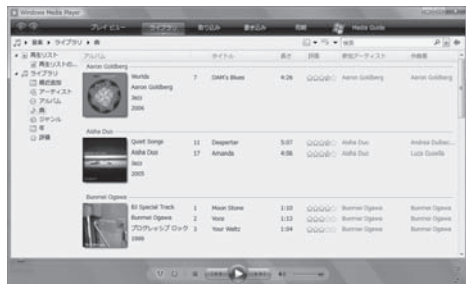 Windows Media Player
プレイ ビュー ライブラリ 取り込み 書き込み 同期 Media Guide
音楽 ライブラリ 曲 検索
再生リスト アルバム タイトル 長さ 評価 参加アーティスト 作曲者
再生リストの...
ライブラリ
最近追加
アーティスト
アルバム
曲
ジャンル
年
評価
Aaron Goldberg
Worlds 7 OAM's Blues 4:26 Aaron Goldberg Aaron Goldberg
Aaron Goldberg
Jazz
2006
Aisha Duo
Quiet Songs 11 Despertar 5:07 Aisha Duo Andrea Dulbec...
Aisha Duo 17 Amanda 4:06 Aisha Duo Luca Gusella
Jazz
2005
Bunmei Ogawa
Special Track 1 Moon Stone 1:10 Bunmei Ogawa Bunmei Ogawa
Bunmei Ogawa 2 Voce 1:13 Bunmei Ogawa Bunmei Ogawa
プログレッシブ ロック 3 Your 1:04 Bunmei Ogawa Bunmei Ogawa